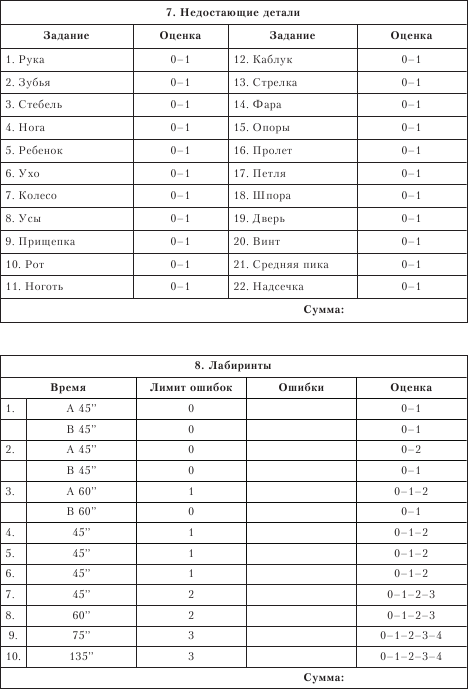 7. Недостающие детали
Задание Оценка Задание Оценка
1. Рука 0–1 12. Каблук 0–1
2. Зубья 0–1 13. Стрелка 0–1
3. Стебель 0–1 14. Фара 0–1
4. Нога 0–1 15. Опоры 0–1
5. Ребенок 0–1 16. Пролет 0–1
6. Ухо 0–1 17. Петля 0–1
7. Колесо 0–1 18. Шпора 0–1
8. Усы 0–1 19. Дверь 0–1
9. Прищепка 0–1 20. Винт 0–1
10. Рот 0–1 21. Средняя пика 0–1
11. Ноготь 0–1 22. Надсечка 0–1
Сумма:
8. Лабиринты
Время Лимит ошибок Ошибки Оценка
1. А 45” 0 0–1
В 45” 0 0–1
2. А 45” 0 0–2
В 45” 0 0–1
3. А 60” 1 0–1–2
В 60” 0 0–1
4. 45” 1 0–1–2
5. 45” 1 0–1–2
6. 45” 1 0–1–2
7. 45” 2 0–1–2–3
8. 60” 2 0–1–2–3
9. 75” 3 0–1–2–3–4
10. 135” 3 0–1–2–3–4
Сумма: